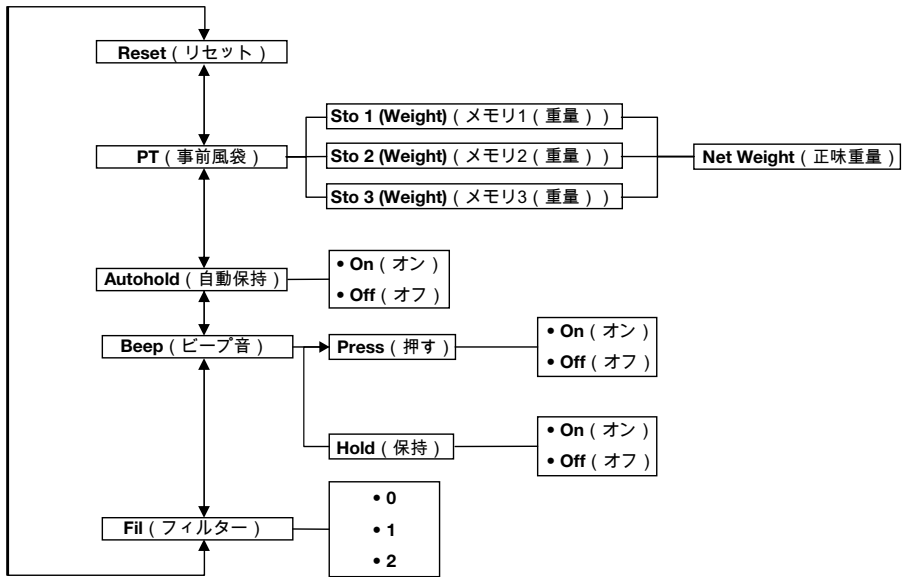 Reset ( リセット )
PT ( 事前風袋 )
Sto 1 (Weight) ( メモリ1 ( 重量 ) )
Sto 2 (Weight) ( メモリ2 ( 重量 ) )
Sto 3 (Weight) ( メモリ3 ( 重量 ) )
Net Weight ( 正味重量 )
Autohold ( 自動保持 )
• On ( オン )
• Off ( オフ )
Beep ( ビープ音 )
Press ( 押す )
• On ( オン )
• Off ( オフ )
Hold ( 保持 )
• On ( オン )
• Off ( オフ )
Fil ( フィルター )
• 0
• 1
• 2